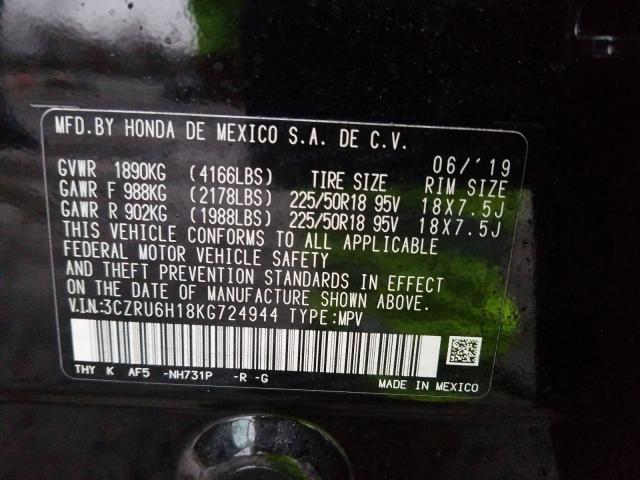 MFD.BY HONDA DE MEXICO S.A. DE C.V.
06/'19
GVWR 1890KG (4166LBS) TIRE SIZE RIM SIZE
GAWR F 988KG (2178LBS) 225/50R18 95V 18X7.5J
GAWR R 902KG (1988LBS) 225/50R18 95V 18X7.5J
THIS VEHICLE CONFORMS TO ALL APPLICABLE
FEDERAL MOTOR VEHICLE SAFETY
AND THEFT PREVENTION STANDARDS IN EFFECT
ON THE DATE OF MANUFACTURE SHOWN ABOVE.
V.I.N:3CZRU6H18KG724944 TYPE:MPV
THY K AF5 -NH731P -R -G
MADE IN MEXICO